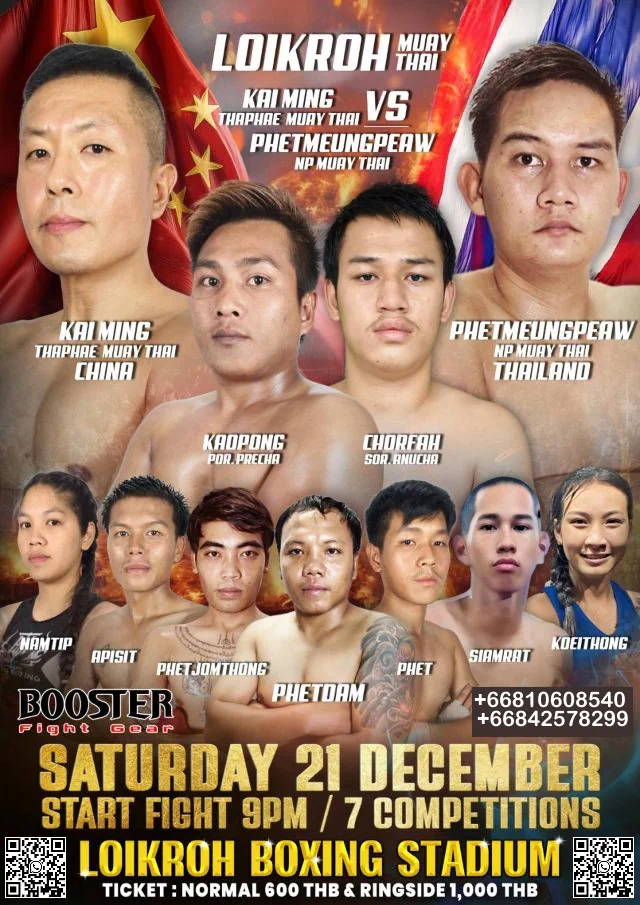 LOIKROH MUAY THAI
KAI MING
THAPHAE MUAY THAI VS
PHETMEUNGPEAW
NP MUAY THAI
KAI MING
THAPHAE MUAY THAI
CHINA
PHETMEUNGPEAW
NP MUAY THAI
THAILAND
KAOPONG
POR. PRECHA
CHORFAH
SOR. ANUCHA
NAMTIP
APISIT
PHETJOMTHONG
PHETDAM
PHET
SIAMRAT
KOEITHONG
BOOSTER
Fight Gear
+66810608540
+66842578299
SATURDAY 21 DECEMBER
START FIGHT 9PM / 7 COMPETITIONS
LOIKROH BOXING STADIUM
TICKET : NORMAL 600 THB & RINGSIDE 1,000 THB